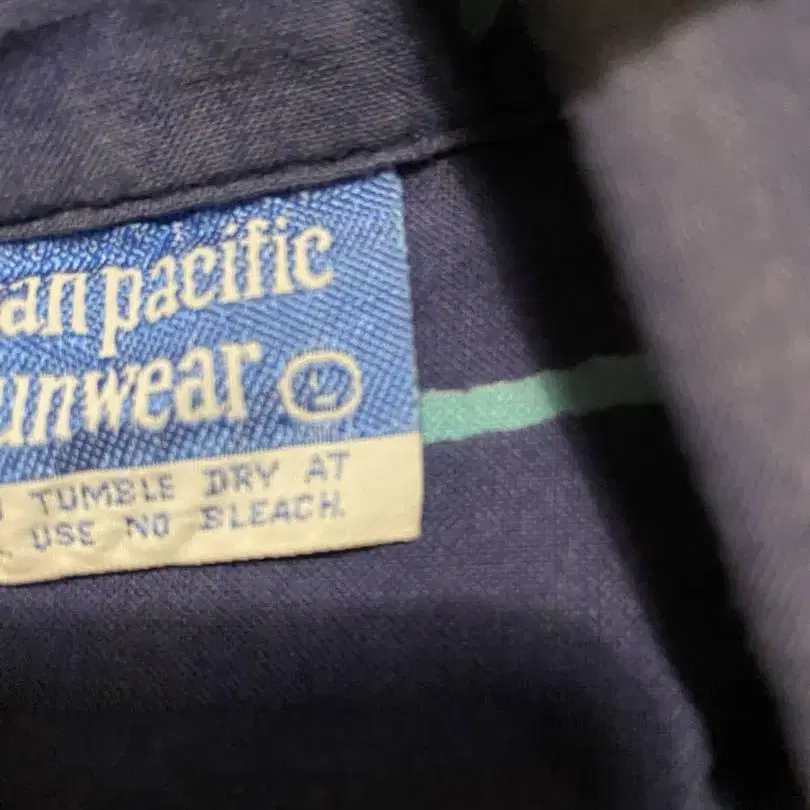 an pacific
unwear
TUMBLE DRY AT
USE NO BLEACH.